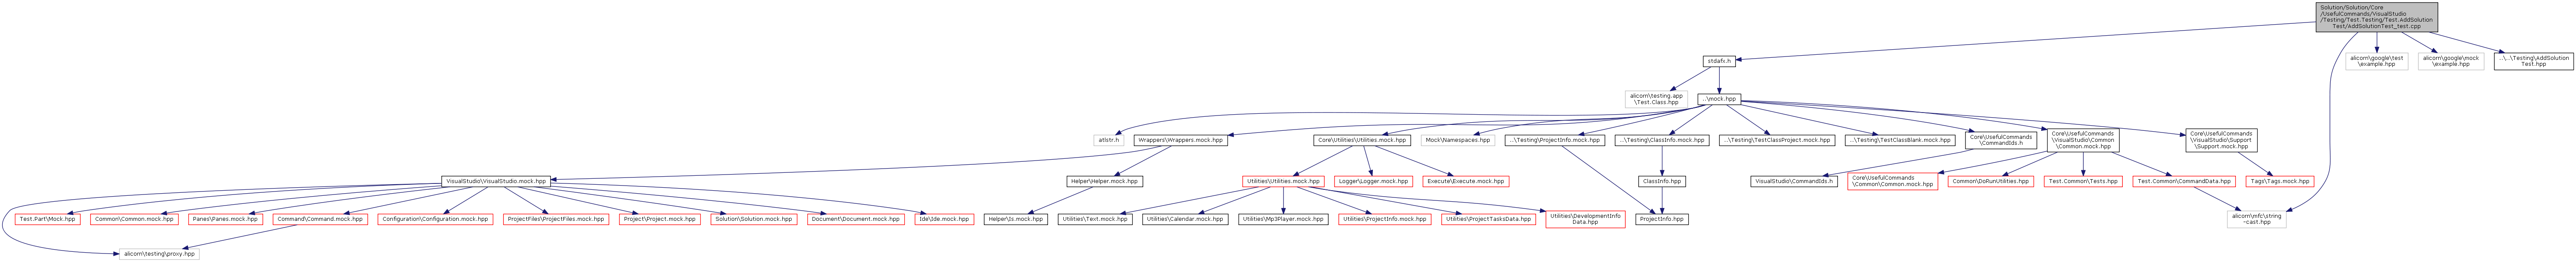 Solution/Solution/Core
/UsefulCommands/VisualStudio
/Testing/Test.Testing/Test.AddSolution
Test/AddSolutionTest_test.cpp
stdafx.h
alicorn\google\test
\example.hpp
alicorn\google\mock
\example.hpp
...\...\Testing\AddSolution
Test.hpp
alicorn\testing.app
\Test.Class.hpp
...\mock.hpp
atlstr.h
Wrappers\Wrappers.mock.hpp
Core\Utilities\Utilities.mock.hpp
Mock\Namespaces.hpp
...\Testing\ProjectInfo.mock.hpp
...\Testing\ClassInfo.mock.hpp
...\Testing\TestClassProject.mock.hpp
...\Testing\TestClassBlank.mock.hpp
Core\UsefulCommands
\CommandIds.h
Core\UsefulCommands
\VisualStudio\Common
\Common.mock.hpp
Core\UsefulCommands
\VisualStudio\Support
\Support.mock.hpp
VisualStudio\VisualStudio.mock.hpp
Helper\Helper.mock.hpp
Utilities\Utilities.mock.hpp
Logger\Logger.mock.hpp
Execute\Execute.mock.hpp
ClassInfo.hpp
VisualStudio\CommandIds.h
Core\UsefulCommands
\Common\Common.mock.hpp
Common\DoRunUtilities.hpp
Test.Common\Tests.hpp
Test.Common\CommandData.hpp
Tags\Tags.mock.hpp
Test.Part\Mock.hpp
Common\Common.mock.hpp
Panes\Panes.mock.hpp
Command\Command.mock.hpp
Configuration\Configuration.mock.hpp
ProjectFiles\ProjectFiles.mock.hpp
Project\Project.mock.hpp
Solution\Solution.mock.hpp
Document\Document.mock.hpp
Ide\Ide.mock.hpp
Helper\Is.mock.hpp
Utilities\Text.mock.hpp
Utilities\Calendar.mock.hpp
Utilities\Mp3Player.mock.hpp
Utilities\ProjectInfo.mock.hpp
Utilities\ProjectTasksData.hpp
Utilities\DevelopmentInfo
Data.hpp
ProjectInfo.hpp
alicorn\mfc\string
-cast.hpp
alicorn\testing\proxy.hpp